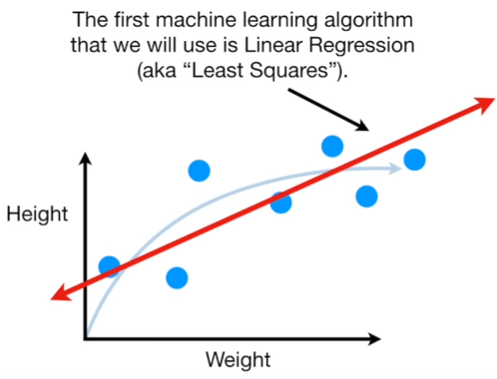 The first machine learning algorithm
that we will use is Linear Regression
(aka “Least Squares”).
Height
Weight